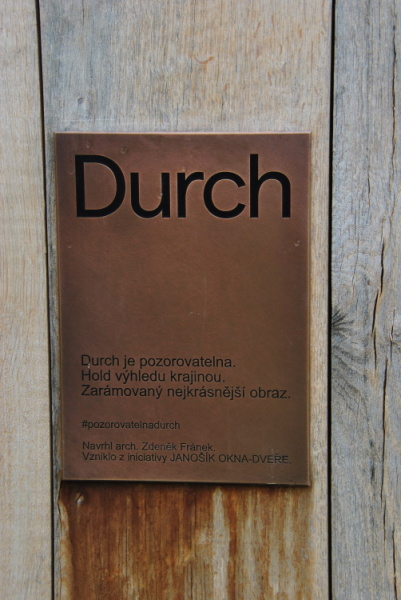 Durch
Durch je pozorovatelna.
Hold výhledu krajinou.
Zarámovaný nejkrásnější obraz.
#pozorovatelnadurch
Navrhl arch. Zdeněk Fránek.
Vzniklo z iniciativy JANOŠÍK OKNA-DVEŘE.